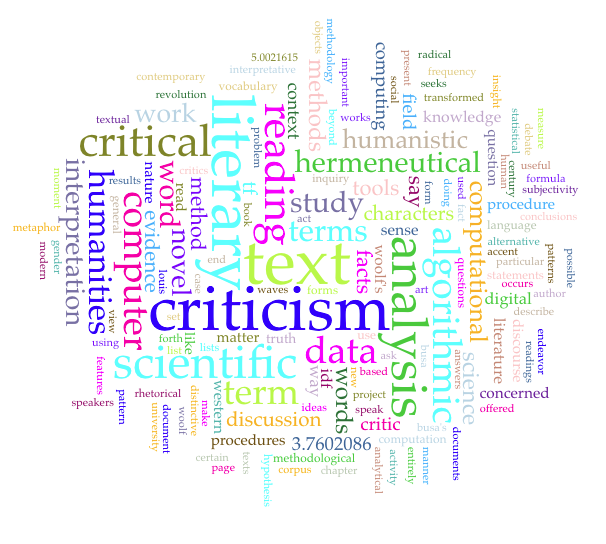 criticism
text
literary
analysis
scientific
algorithmic
computer
humanities
critical
reading
data
term
hermeneutical
computational
interpretation
study
terms
word
novel
work
method
methods
words
humanistic
tools
characters
discussion
facts
evidence
say
tf
idf
field
context
computing
knowledge
question
procedure
digital
science
literature
discourse
concerned
critic
procedures
3.7602086
5.0021615
matter
sense
woolf's
way
like
nature
read
western
truth
use
contemporary
interpretative
revolution
vocabulary
textual
problem
critics
results
moment
metaphor
gender
modern
general
louis
view
using
set
forth
list
lists
case
end
book
act
inquiry
waves
forms
form
art
used
fact
doing
social
present
radical
seeks
frequency
transformed
methodology
objects
important
beyond
works
insight
statistical
debate
measure
human
century
useful
formula
subjectivity
conclusions
language
alternative
accent
patterns
particular
possible
statements
occurs
author
describe
questions
answers
readings
endeavor
offered
busa
busa's
ask
based
new
project
speak
ideas
computation
methodological
chapter
corpus
hypothesis
texts
certain
page
make
woolf
distinctive
document
university
rhetorical
pattern
features
speakers
analytical
activity
entirely
manner
documents